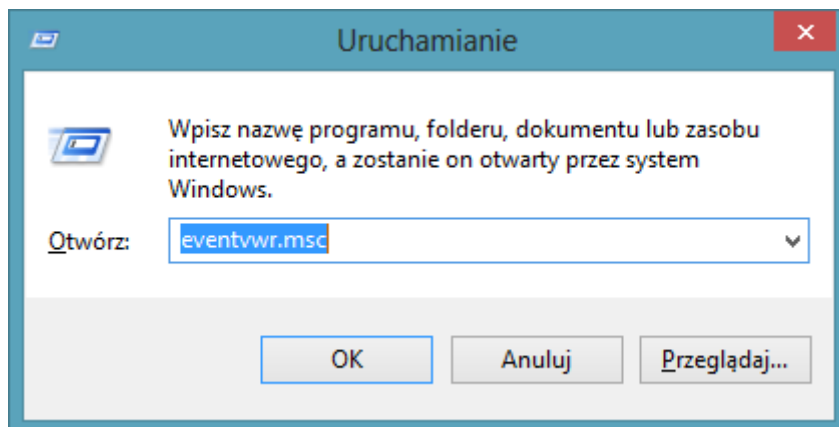 Uruchamianie
Wpisz nazwę programu, folderu, dokumentu lub zasobu
internetowego, a zostanie on otwarty przez system
Windows.
Otwórz: eventvwr.msc
OK Anuluj Przeglądaj...